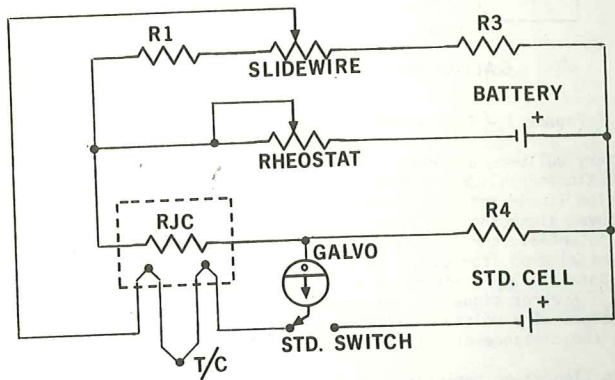 R1
R3
SLIDEWIRE
BATTERY
+
RHEOSTAT
RJC
R4
GALVO
STD. CELL
+
T/C
STD. SWITCH